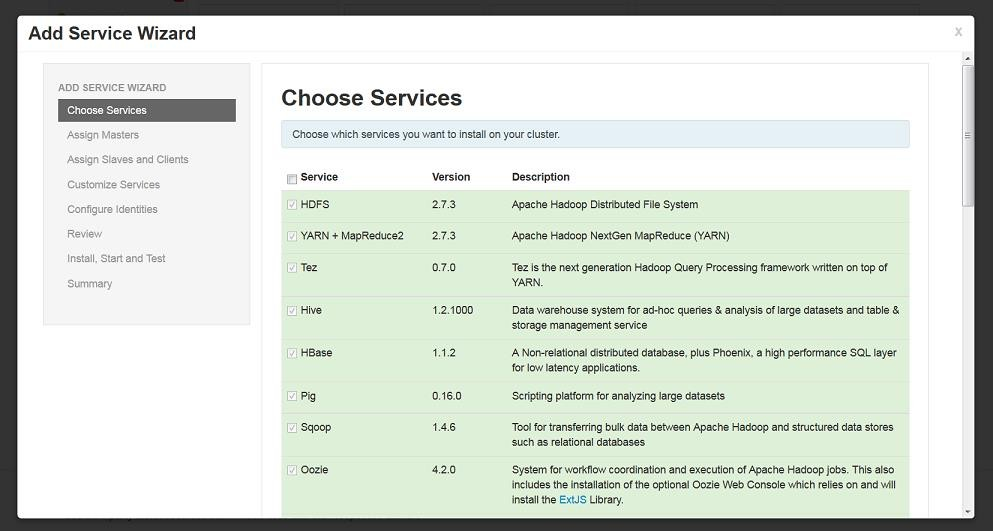 Add Service Wizard
X
ADD SERVICE WIZARD
Choose Services
Assign Masters
Assign Slaves and Clients
Customize Services
Configure Identities
Review
Install, Start and Test
Summary
Choose Services
Choose which services you want to install on your cluster.
Service Version Description
HDFS 2.7.3 Apache Hadoop Distributed File System
YARN + MapReduce2 2.7.3 Apache Hadoop NextGen MapReduce (YARN)
Tez 0.7.0 Tez is the next generation Hadoop Query Processing framework written on top of
YARN.
Hive 1.2.1000 Data warehouse system for ad-hoc queries & analysis of large datasets and table &
storage management service
HBase 1.1.2 A Non-relational distributed database, plus Phoenix, a high performance SQL layer
for low latency applications.
Pig 0.16.0 Scripting platform for analyzing large datasets
Sqoop 1.4.6 Tool for transferring bulk data between Apache Hadoop and structured data stores
such as relational databases
Oozie 4.2.0 System for workflow coordination and execution of Apache Hadoop jobs. This also
includes the installation of the optional Oozie Web Console which relies on and will
install the ExtJS Library.